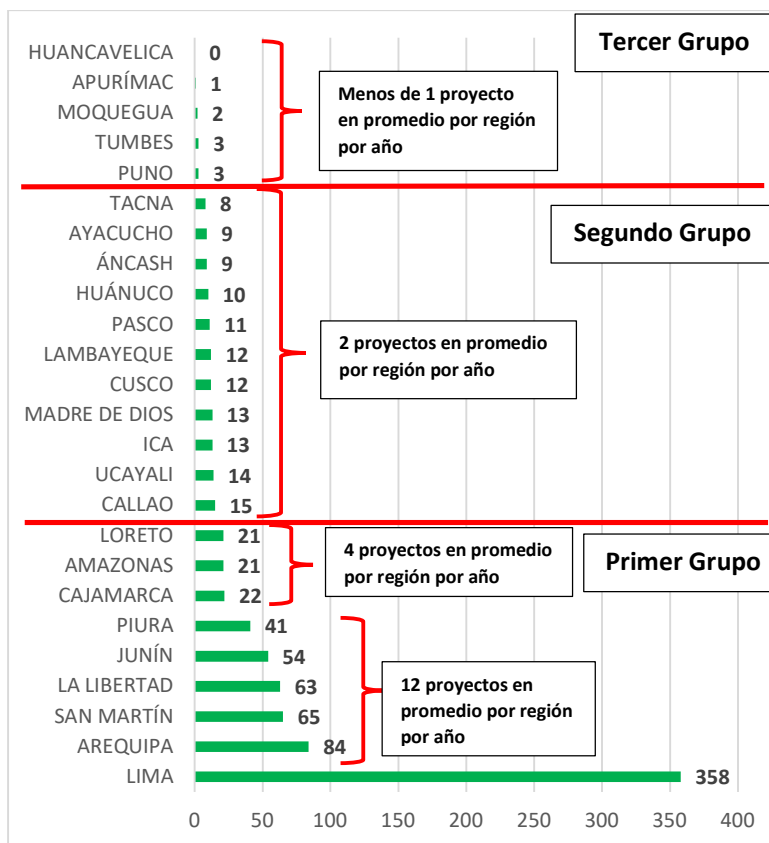 Tercer Grupo
HUANCAVELICA 0
APURÍMAC 1
MOQUEGUA 2
TUMBES 3
PUNO 3
Menos de 1 proyecto
en promedio por región
por año
TACNA 8
AYACUCHO 9
ÁNCASH 9
HUÁNUCO 10
PASCO 11
LAMBAYEQUE 12
CUSCO 12
MADRE DE DIOS 13
ICA 13
UCAYALI 14
CALLAO 15
Segundo Grupo
2 proyectos en promedio
por región por año
LORETO 21
AMAZONAS 21
CAJAMARCA 22
4 proyectos en promedio
por región por año
Primer Grupo
PIURA 41
JUNÍN 54
LA LIBERTAD 63
SAN MARTÍN 65
AREQUIPA 84
12 proyectos en
promedio por región
por año
LIMA 358
0 50 100 150 200 250 300 350 400